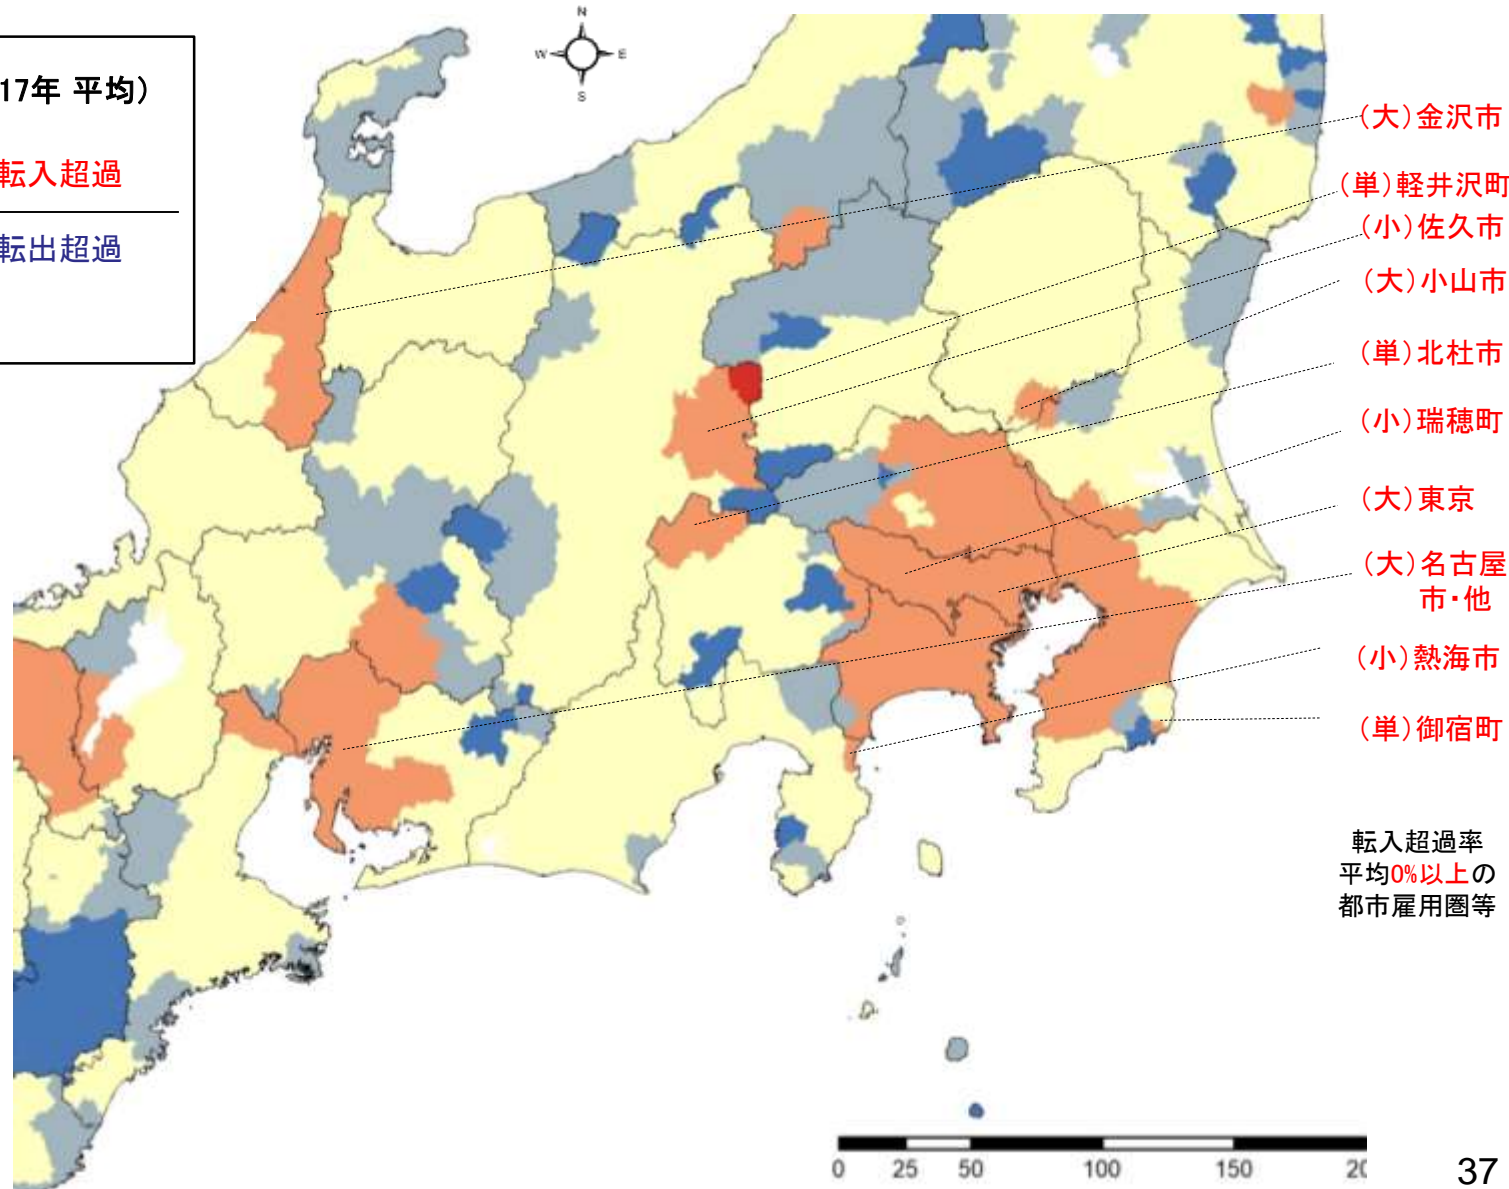 17年 平均）
転入超過
転出超過
N
W
E
S
（大）金沢市
（単）軽井沢町
（小）佐久市
（大）小山市
（単）北杜市
（小）瑞穂町
（大）東京
（大）名古屋
市・他
（小）熱海市
（単）御宿町
転入超過率
平均0%以上の
都市雇用圏等
0 25 50 100 150 20
37